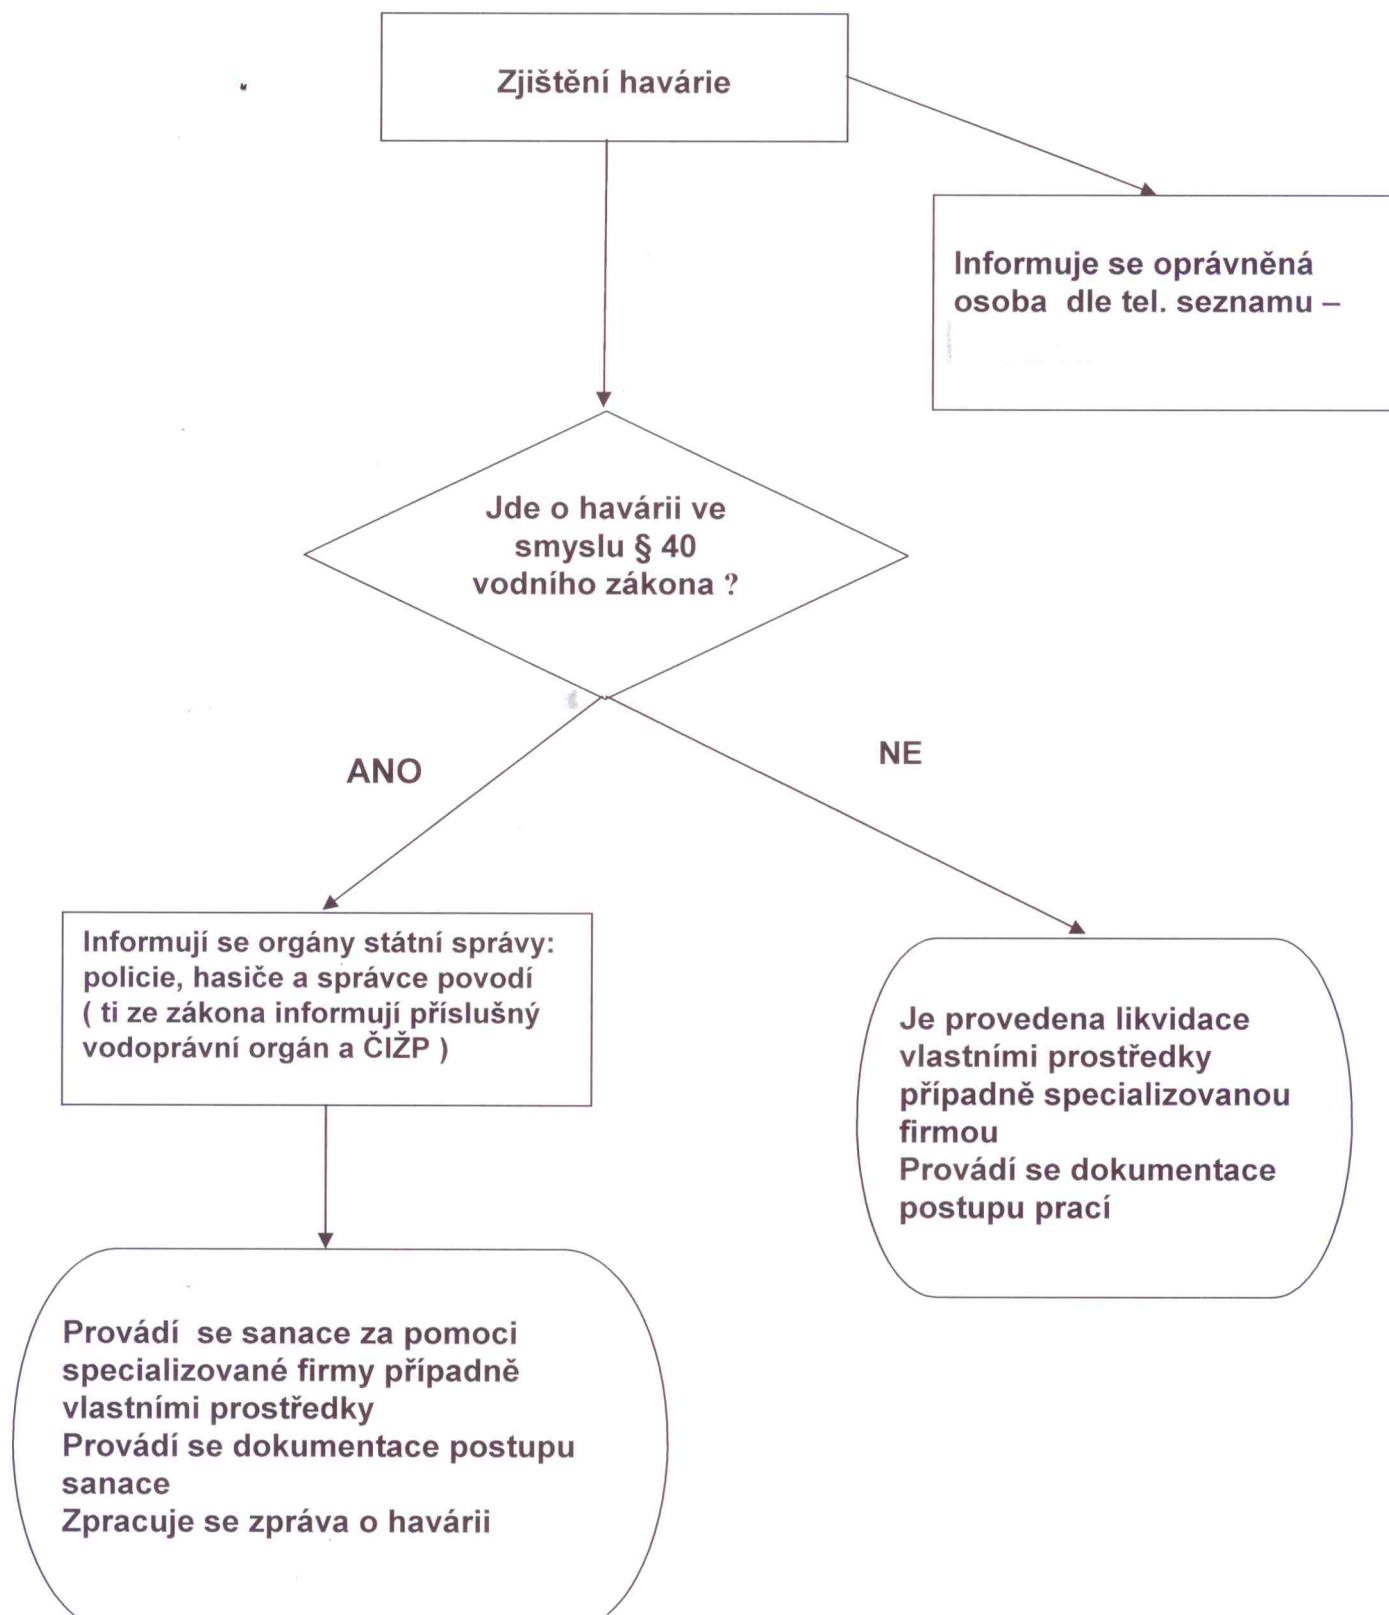 Zjištění havárie
Informuje se oprávněná
osoba dle tel. seznamu –
Jde o havárii ve
smyslu § 40
vodního zákona ?
ANO
NE
Informují se orgány státní správy:
policie, hasiče a správce povodí
( ti ze zákona informují příslušný
vodoprávní orgán a ČIŽP )
Je provedena likvidace
vlastními prostředky
případně specializovanou
firmou
Provádí se dokumentace
postupu prací
Provádí se sanace za pomoci
specializované firmy případně
vlastními prostředky
Provádí se dokumentace postupu
sanace
Zpracuje se zpráva o havárii